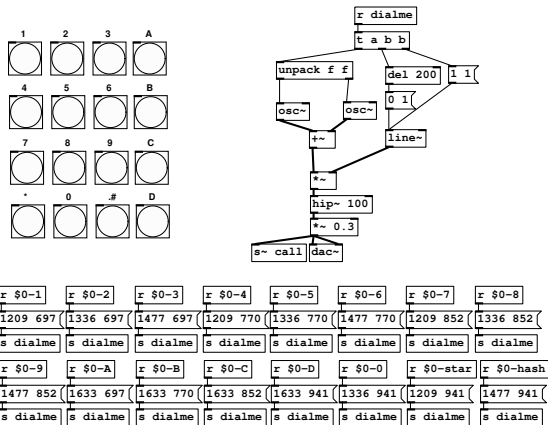 1 2 3 A
4 5 6 B
7 8 9 C
* 0 .# D
r dialme
t a b b
unpack f f
del 200
1 1
0 1
osc~
osc~
+~
line~
*~
hip~ 100
*~ 0.3
s~ call
dac~
r $0-1 r $0-2 r $0-3 r $0-4 r $0-5 r $0-6 r $0-7 r $0-8
1209 697 1336 697 1477 697 1209 770 1336 770 1477 770 1209 852 1336 852
s dialme s dialme s dialme s dialme s dialme s dialme s dialme s dialme
r $0-9 r $0-A r $0-B r $0-C r $0-D r $0-0 r $0-star r $0-hash
1477 852 1633 697 1633 770 1633 852 1633 941 1336 941 1209 941 1477 941
s dialme s dialme s dialme s dialme s dialme s dialme s dialme s dialme